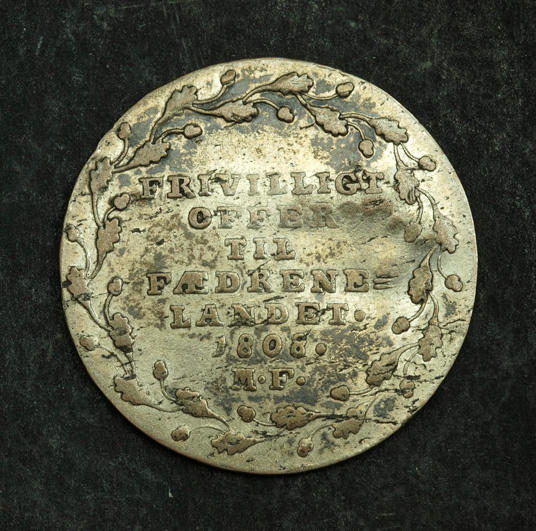 FRIVILLIGT
OFFER
TIL
FÆDRENE=
LANDET.
1808.
M.F.